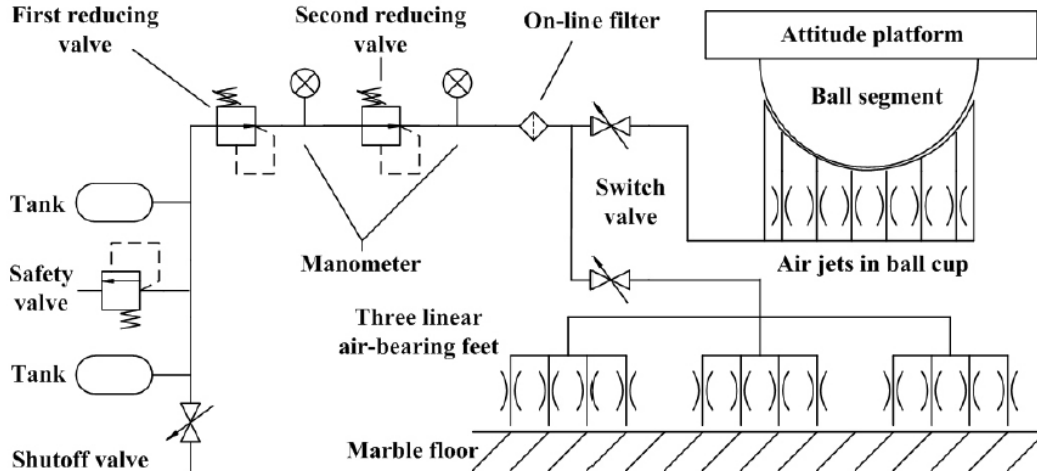 First reducing
valve
Second reducing
valve
On-line filter
Attitude platform
Ball segment
Tank
Switch
valve
Safety
valve
Manometer
Air jets in ball cup
Three linear
air-bearing feet
Tank
Shutoff valve
Marble floor